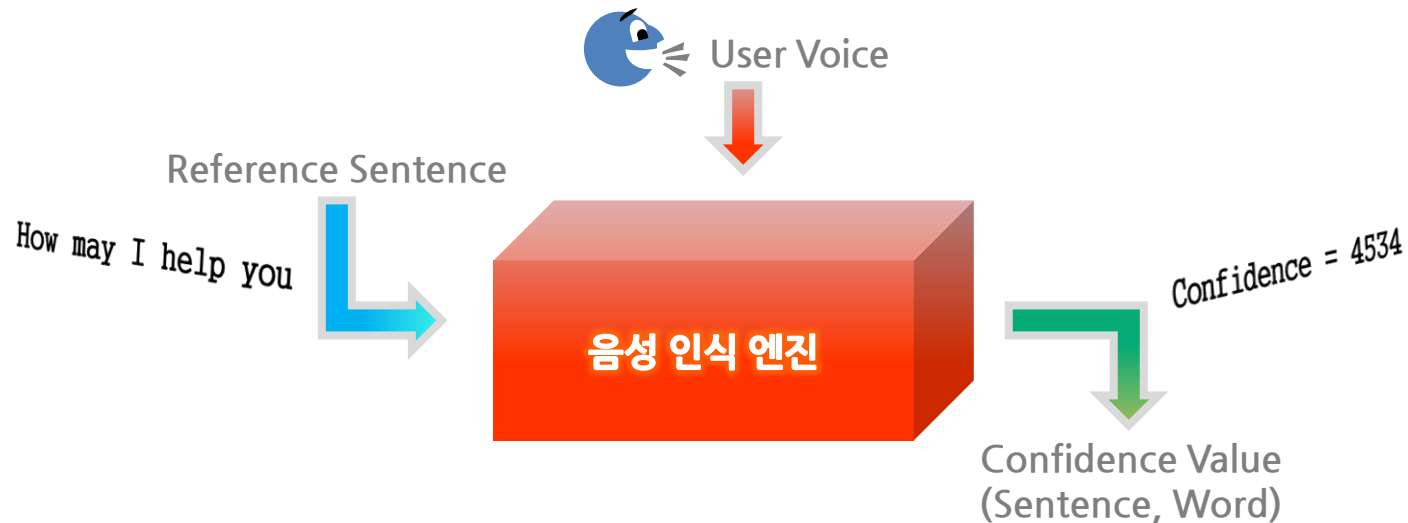 User Voice
Reference Sentence
How may I help you
음성 인식 엔진
Confidence = 4534
Confidence Value
(Sentence, Word)